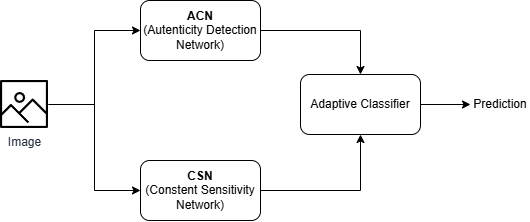 ACN
(Autenticity Detection
Network)
Adaptive Classifier
Prediction
Image
CSN
(Constent Sensitivity
Network)